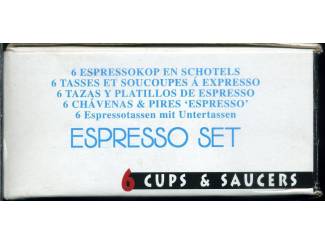 6 ESPRESSOKOP EN SCHOTELS
6 TASSES ET SOUCOUPES Á EXPRESSO
6 TAZAS Y PLATILLOS DE ESPRESSO
6 CHÁVENAS & PIRES 'ESPRESSO'
6 Espressotassen mit Untertassen
ESPRESSO SET
6 CUPS & SAUCERS